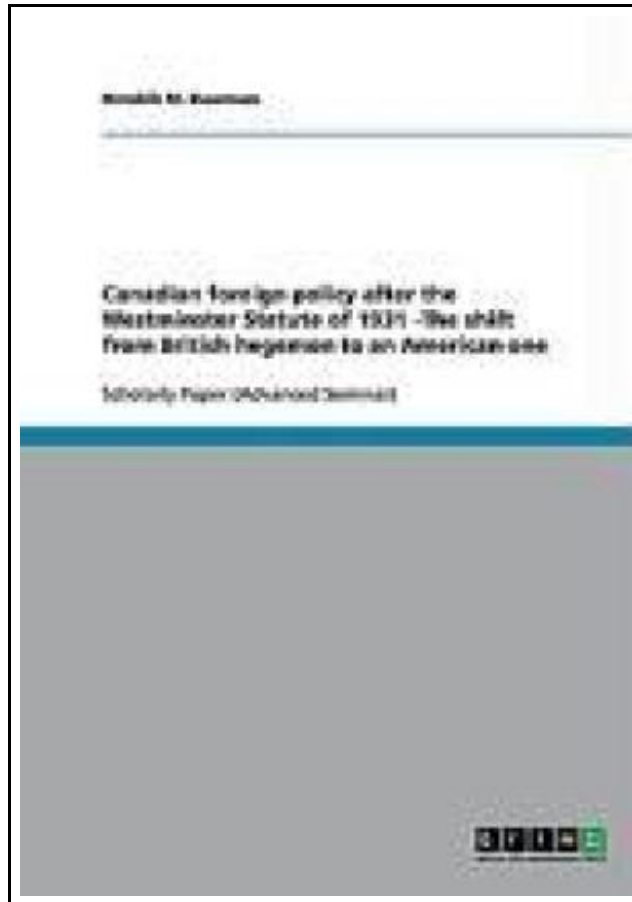 Canadian foreign policy after the
Westminster Statute of 1931 -The shift
from British hegemon to an American one
Scholarly Paper (Advanced Seminar)
GRIN